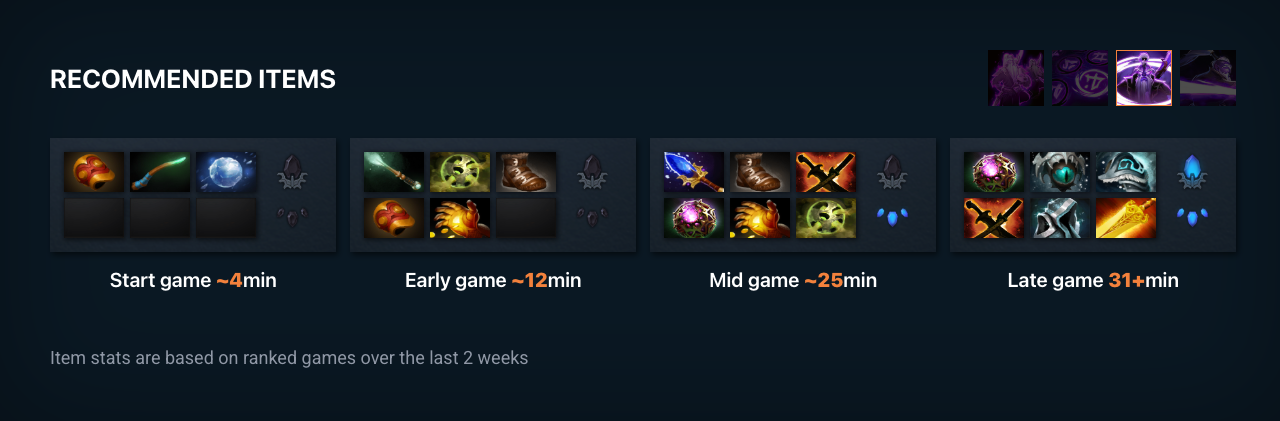 RECOMMENDED ITEMS
Start game ~4min
Early game ~12min
Mid game ~25min
Late game 31+min
Item stats are based on ranked games over the last 2 weeks